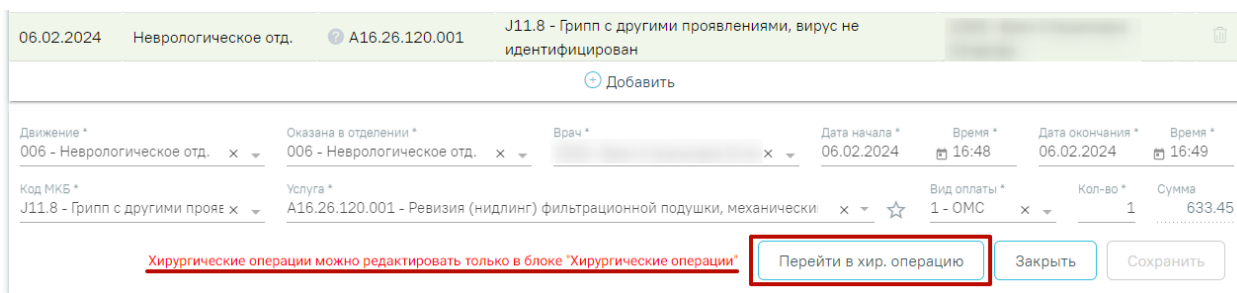 06.02.2024 Неврологическое отд. ? A16.26.120.001 J11.8 - Грипп с другими проявлениями, вирус не
идентифицирован
+ Добавить
Движение * Оказана в отделении * Врач * Дата начала * Время * Дата окончания * Время *
006 - Неврологическое отд. × 006 - Неврологическое отд. × × 06.02.2024 16:48 06.02.2024 16:49
Код МКБ * Услуга * Вид оплаты * Кол-во * Сумма
J11.8 - Грипп с другими прояв × A16.26.120.001 - Ревизия (нидлинг) фильтрационной подушки, механически × 1 - ОМС × 1 633.45
Хирургические операции можно редактировать только в блоке "Хирургические операции" Перейти в хир. операцию Закрыть Сохранить